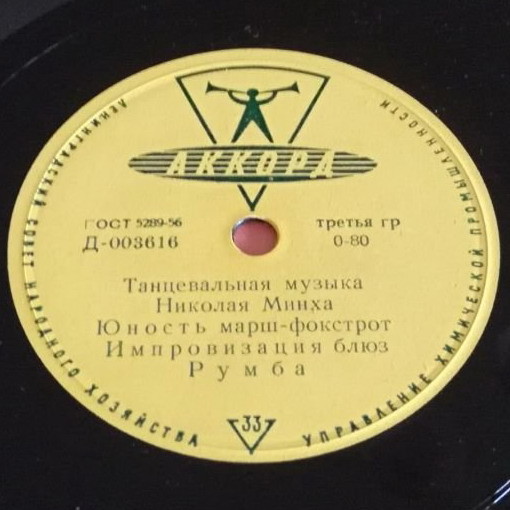 ЛЕНИНГРАДСКИЙ СОВЕТ НАРОДНОГО ХОЗЯЙСТВА
УПРАВЛЕНИЕ ХИМИЧЕСКОЙ ПРОМЫШЛЕННОСТИ
АККОРД
ГОСТ 5289-56 третья гр
Д-003616 0-80
Танцевальная музыка
Николая Минха
Юность марш-фокстрот
Импровизация блюз
Румба
33